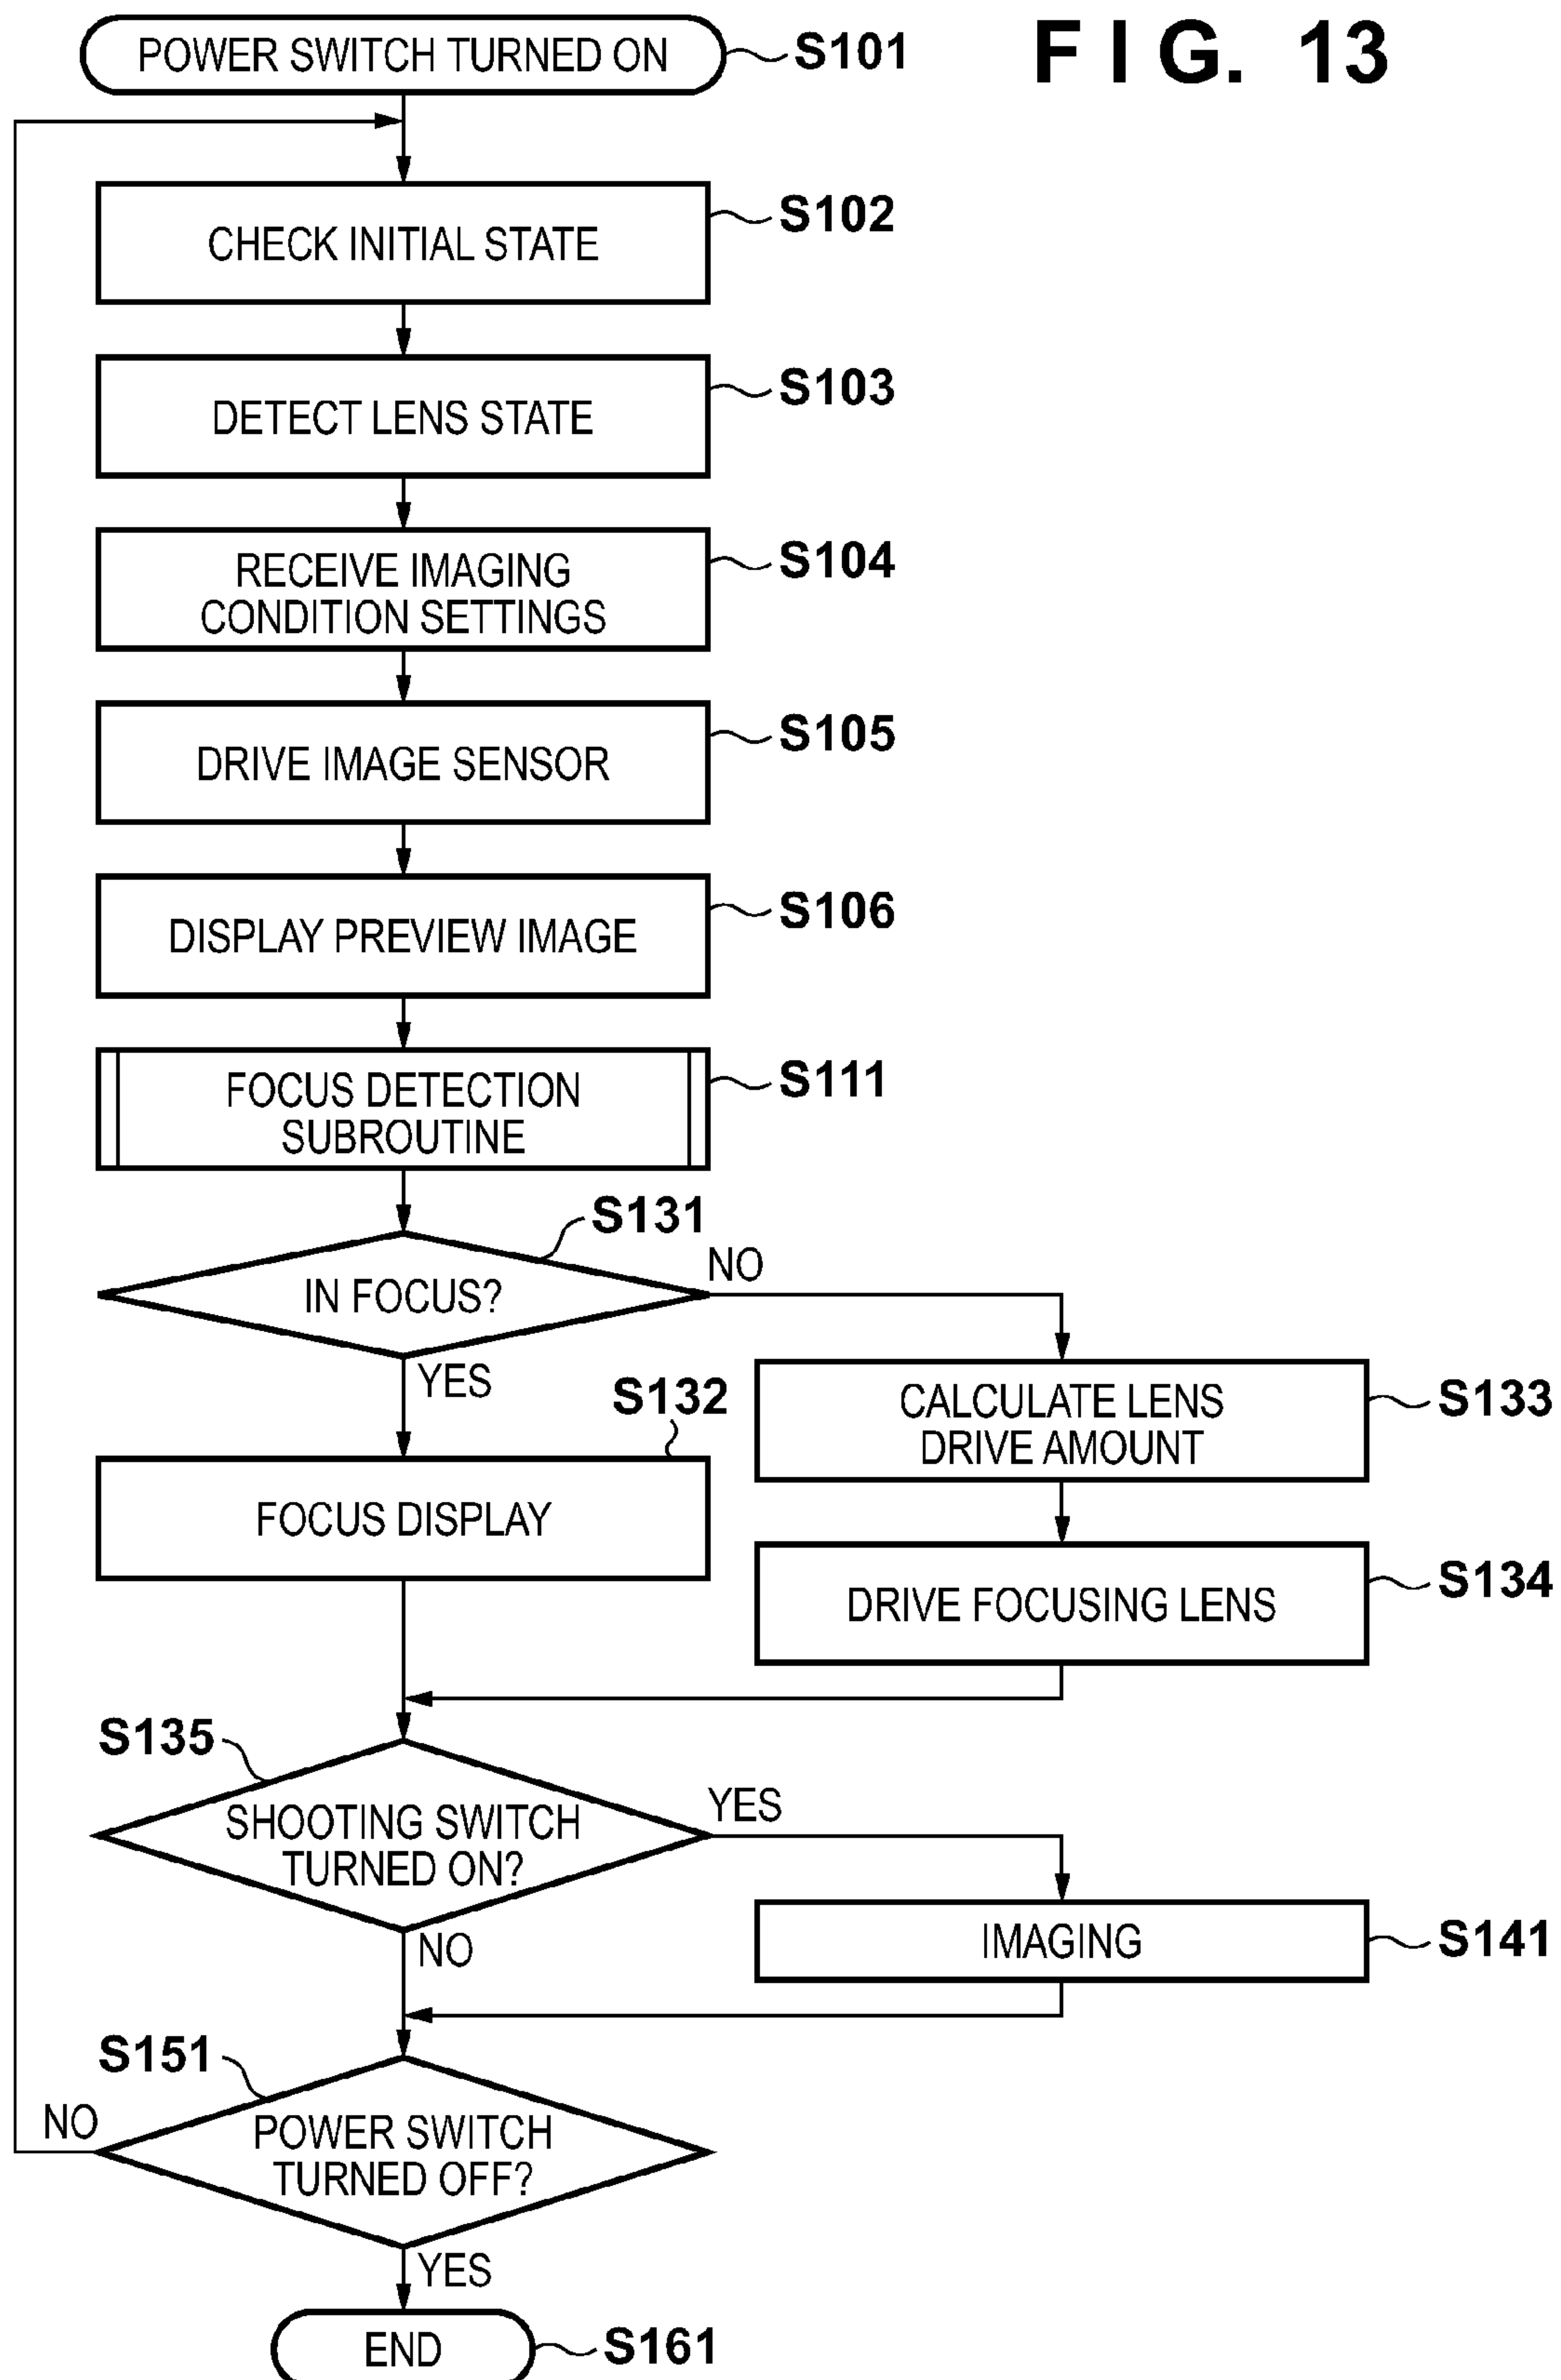 FIG. 13
POWER SWITCH TURNED ON
S101
CHECK INITIAL STATE
S102
DETECT LENS STATE
S103
RECEIVE IMAGING
CONDITION SETTINGS
S104
DRIVE IMAGE SENSOR
S105
DISPLAY PREVIEW IMAGE
S106
FOCUS DETECTION
SUBROUTINE
S111
S131
IN FOCUS?
NO
YES
S132
FOCUS DISPLAY
CALCULATE LENS
DRIVE AMOUNT
S133
DRIVE FOCUSING LENS
S134
S135
SHOOTING SWITCH
TURNED ON?
YES
NO
IMAGING
S141
S151
POWER SWITCH
TURNED OFF?
NO
YES
END
S161